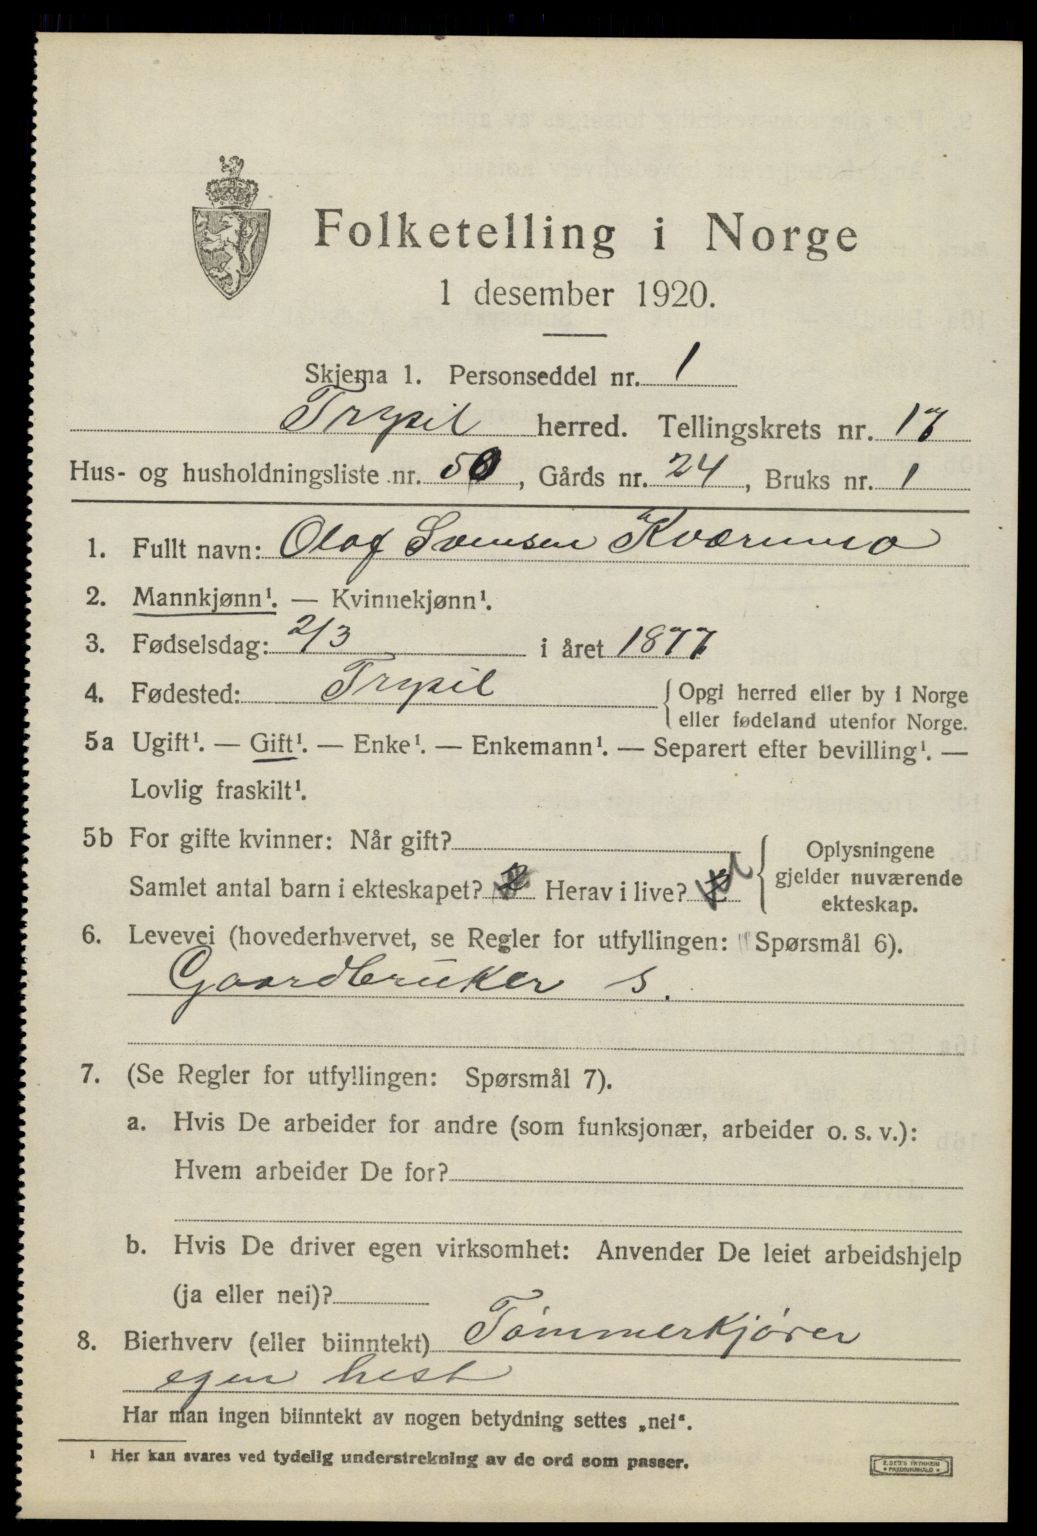 Folketelling i Norge
1 desember 1920.
Skjema 1. Personseddel nr. 1
Trysil herred. Tellingskrets nr. 17
Hus- og husholdningsliste nr. 50, Gårds nr. 24, Bruks nr. 1
1. Fullt navn: Olaf Svensen Kværnmo
2. Mannkjønn¹. — Kvinnekjønn¹.
3. Fødselsdag: 2/3 i året 1877
4. Fødested: Trysil { Opgi herred eller by i Norge
eller fødeland utenfor Norge.
5a Ugift¹. — Gift¹. — Enke¹. — Enkemann¹. — Separert efter bevilling¹. —
Lovlig fraskilt¹.
5b For gifte kvinner: Når gift?
Samlet antal barn i ekteskapet? Herav i live?
{ Oplysningene
gjelder nuværende
ekteskap.
6. Levevei (hovederhvervet, se Regler for utfyllingen: Spørsmål 6).
Gaardbruker s.
7. (Se Regler for utfyllingen: Spørsmål 7).
a. Hvis De arbeider for andre (som funksjonær, arbeider o. s. v.):
Hvem arbeider De for?
b. Hvis De driver egen virksomhet: Anvender De leiet arbeidshjelp
(ja eller nei)?
8. Bierhverv (eller biinntekt) Tømmerkjører
egen hest
Har man ingen biinntekt av nogen betydning settes „nei“.
¹ Her kan svares ved tydelig understrekning av de ord som passer.